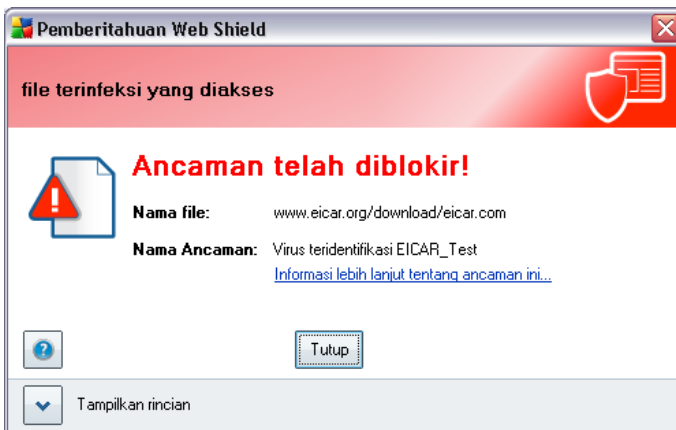 Pemberitahuan Web Shield
file terinfeksi yang diakses
Ancaman telah diblokir!
Nama file: www.eicar.org/download/eicar.com
Nama Ancaman: Virus teridentifikasi EICAR_Test
Informasi lebih lanjut tentang ancaman ini...
Tutup
Tampilkan rincian